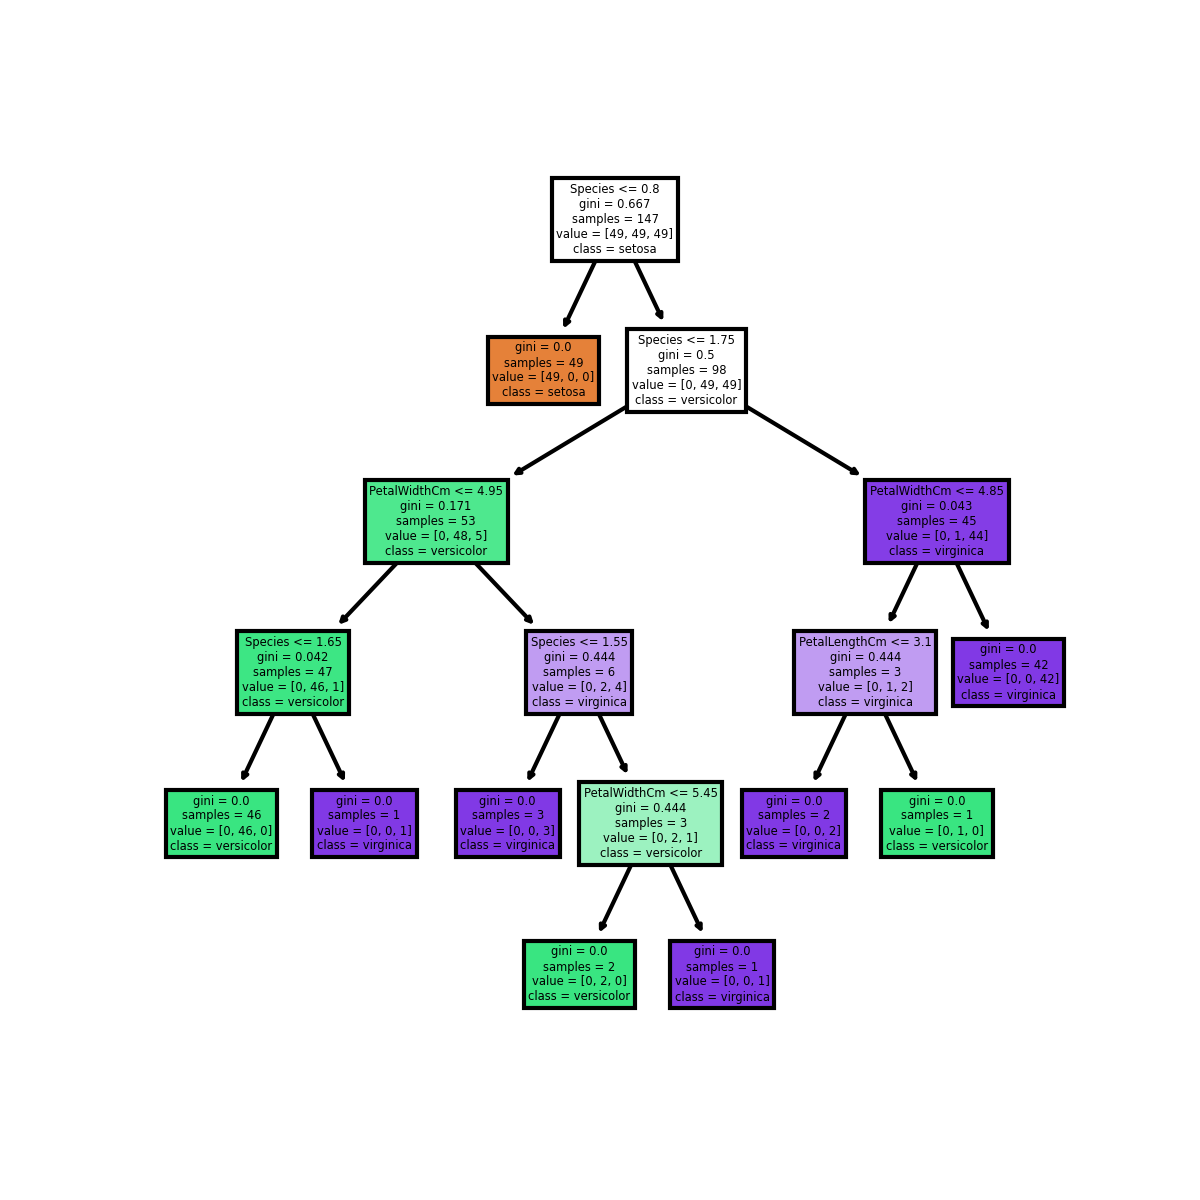 Species <= 0.8
gini = 0.667
samples = 147
value = [49, 49, 49]
class = setosa
gini = 0.0
samples = 49
value = [49, 0, 0]
class = setosa
Species <= 1.75
gini = 0.5
samples = 98
value = [0, 49, 49]
class = versicolor
PetalWidthCm <= 4.95
gini = 0.171
samples = 53
value = [0, 48, 5]
class = versicolor
PetalWidthCm <= 4.85
gini = 0.043
samples = 45
value = [0, 1, 44]
class = virginica
Species <= 1.65
gini = 0.042
samples = 47
value = [0, 46, 1]
class = versicolor
Species <= 1.55
gini = 0.444
samples = 6
value = [0, 2, 4]
class = virginica
PetalLengthCm <= 3.1
gini = 0.444
samples = 3
value = [0, 1, 2]
class = virginica
gini = 0.0
samples = 42
value = [0, 0, 42]
class = virginica
gini = 0.0
samples = 46
value = [0, 46, 0]
class = versicolor
gini = 0.0
samples = 1
value = [0, 0, 1]
class = virginica
gini = 0.0
samples = 3
value = [0, 0, 3]
class = virginica
PetalWidthCm <= 5.45
gini = 0.444
samples = 3
value = [0, 2, 1]
class = versicolor
gini = 0.0
samples = 2
value = [0, 0, 2]
class = virginica
gini = 0.0
samples = 1
value = [0, 1, 0]
class = versicolor
gini = 0.0
samples = 2
value = [0, 2, 0]
class = versicolor
gini = 0.0
samples = 1
value = [0, 0, 1]
class = virginica